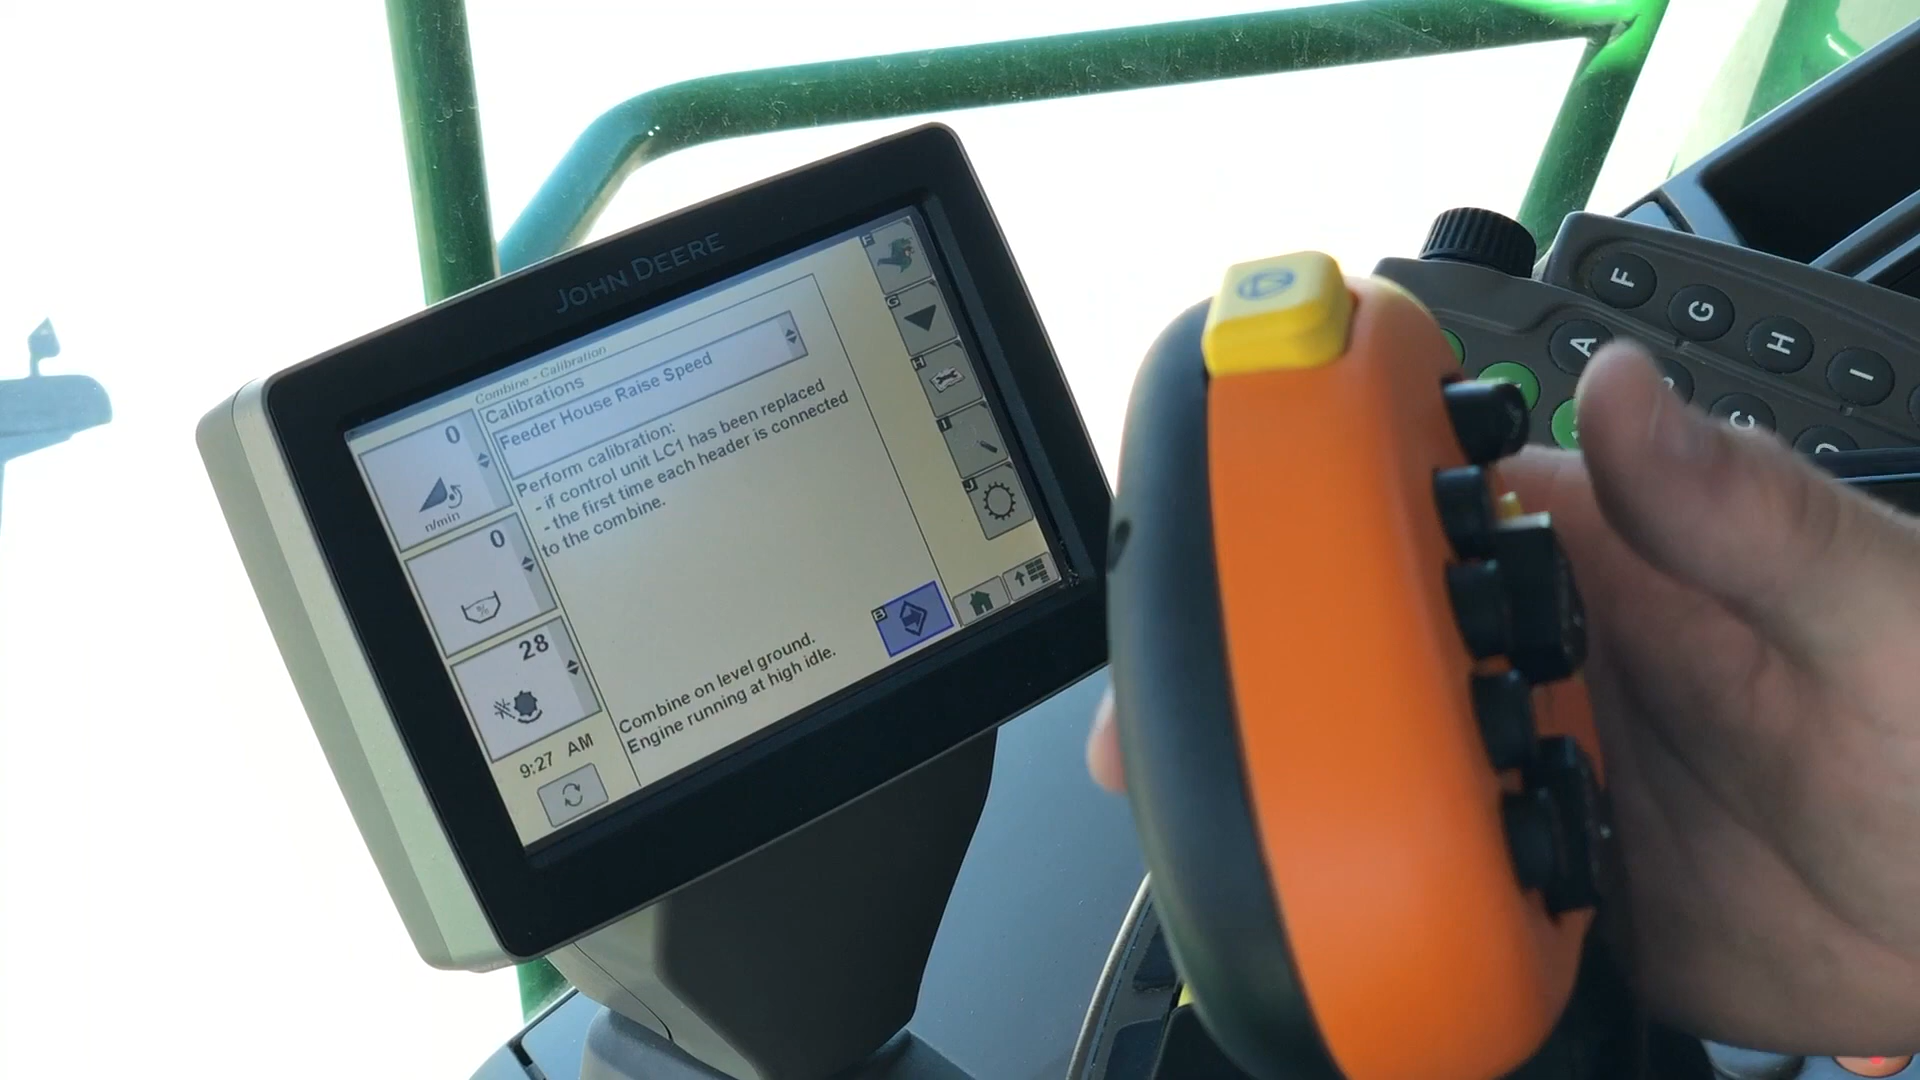 JOHN DEERE
Combine - Calibration
Calibrations
Feeder House Raise Speed
Perform calibration:
- if control unit LC1 has been replaced
- the first time each header is connected
to the combine.
Combine on level ground.
Engine running at high idle.
0
n/min
0
%
28
9:27 AM
F
G
H
I
J
B
F
G
H
I
A
C